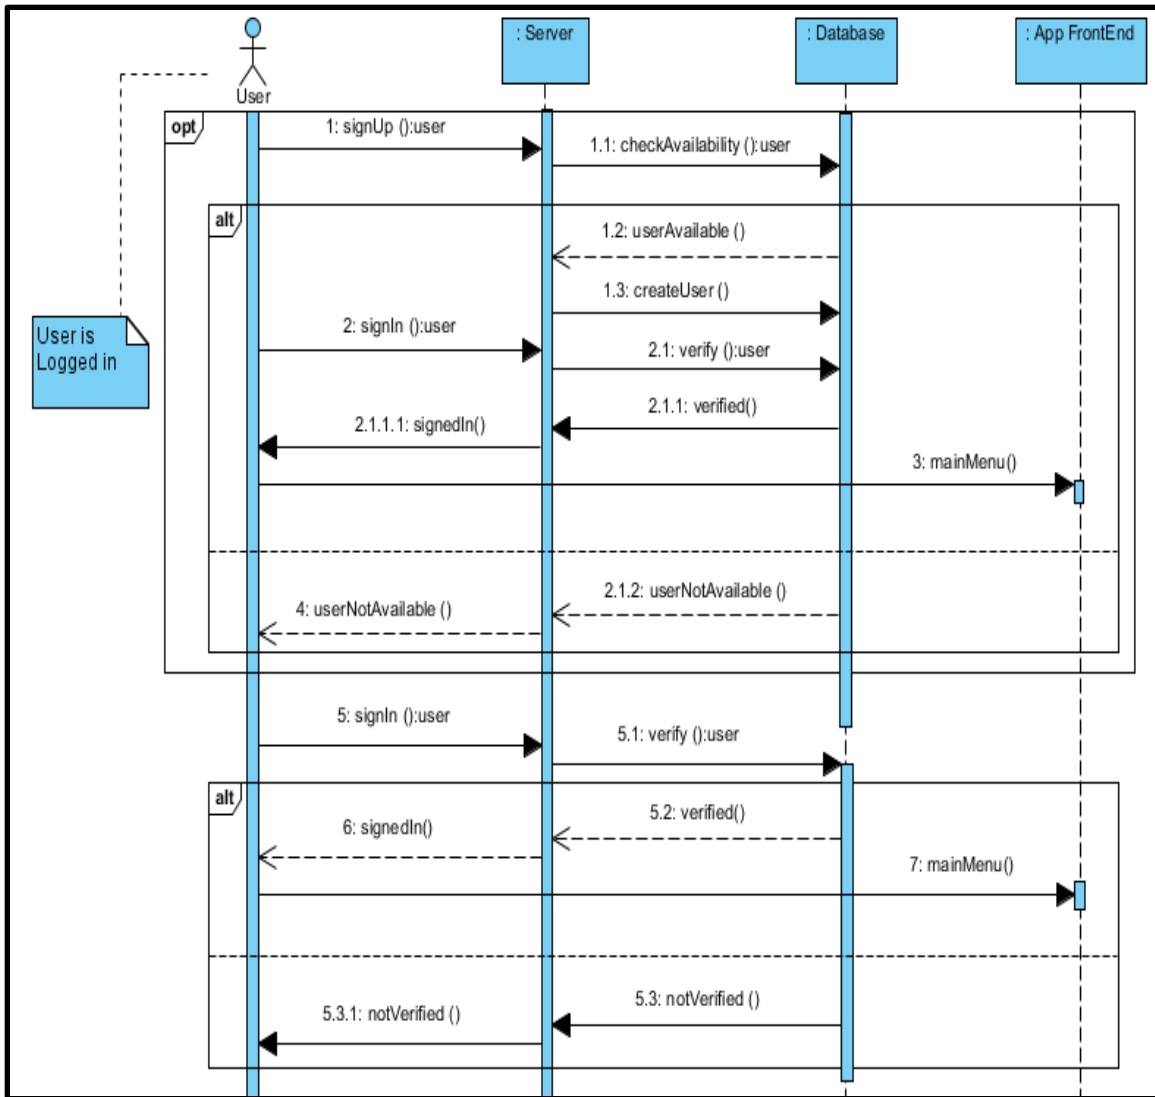 : Server
: Database
: App FrontEnd
User
opt
1: signUp ():user
1.1: checkAvailability ():user
alt
1.2: userAvailable ()
1.3: createUser ()
User is
Logged in
2: signIn ():user
2.1: verify ():user
2.1.1: verified()
2.1.1.1: signedIn()
3: mainMenu()
2.1.2: userNotAvailable ()
4: userNotAvailable ()
5: signIn ():user
5.1: verify ():user
alt
5.2: verified()
6: signedIn()
7: mainMenu()
5.3: notVerified ()
5.3.1: notVerified ()